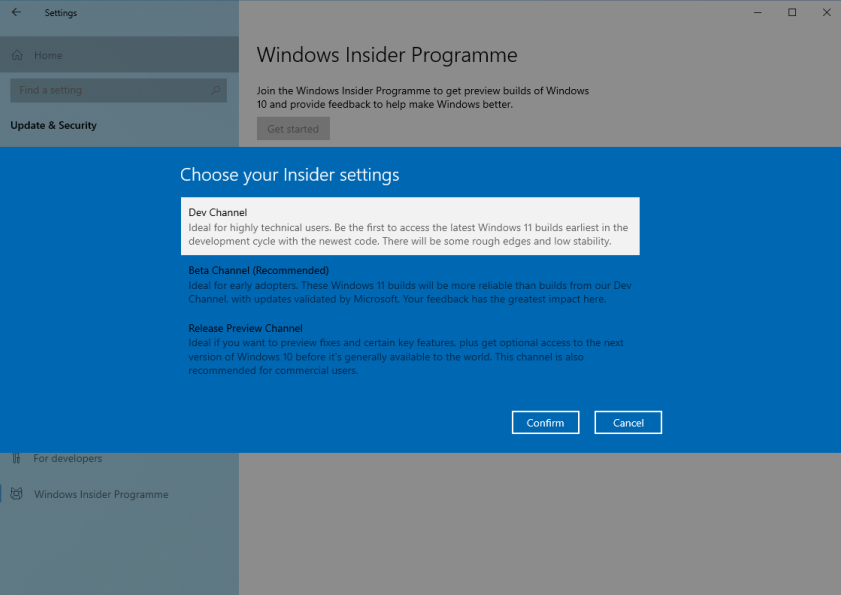 Settings
Home
Find a setting
Update & Security
Windows Insider Programme
Join the Windows Insider Programme to get preview builds of Windows
10 and provide feedback to help make Windows better.
Get started
Choose your Insider settings
Dev Channel
Ideal for highly technical users. Be the first to access the latest Windows 11 builds earliest in the
development cycle with the newest code. There will be some rough edges and low stability.
Beta Channel (Recommended)
Ideal for early adopters. These Windows 11 builds will be more reliable than builds from our Dev
Channel, with updates validated by Microsoft. Your feedback has the greatest impact here.
Release Preview Channel
Ideal if you want to preview fixes and certain key features, plus get optional access to the next
version of Windows 10 before it's generally available to the world. This channel is also
recommended for commercial users.
Confirm
Cancel
For developers
Windows Insider Programme